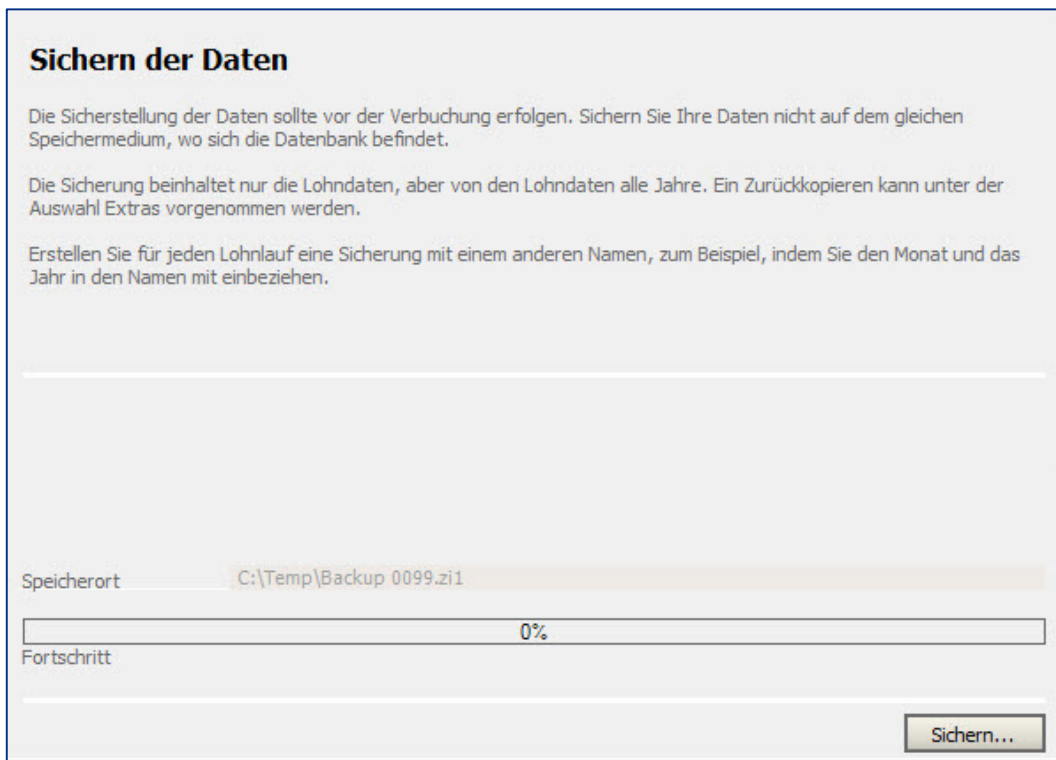 Sichern der Daten
Die Sicherstellung der Daten sollte vor der Verbuchung erfolgen. Sichern Sie Ihre Daten nicht auf dem gleichen
Speichermedium, wo sich die Datenbank befindet.
Die Sicherung beinhaltet nur die Lohndaten, aber von den Lohndaten alle Jahre. Ein Zurückkopieren kann unter der
Auswahl Extras vorgenommen werden.
Erstellen Sie für jeden Lohnlauf eine Sicherung mit einem anderen Namen, zum Beispiel, indem Sie den Monat und das
Jahr in den Namen mit einbeziehen.
Speicherort C:\Temp\Backup 0099.zi1
0%
Fortschritt
Sichern...